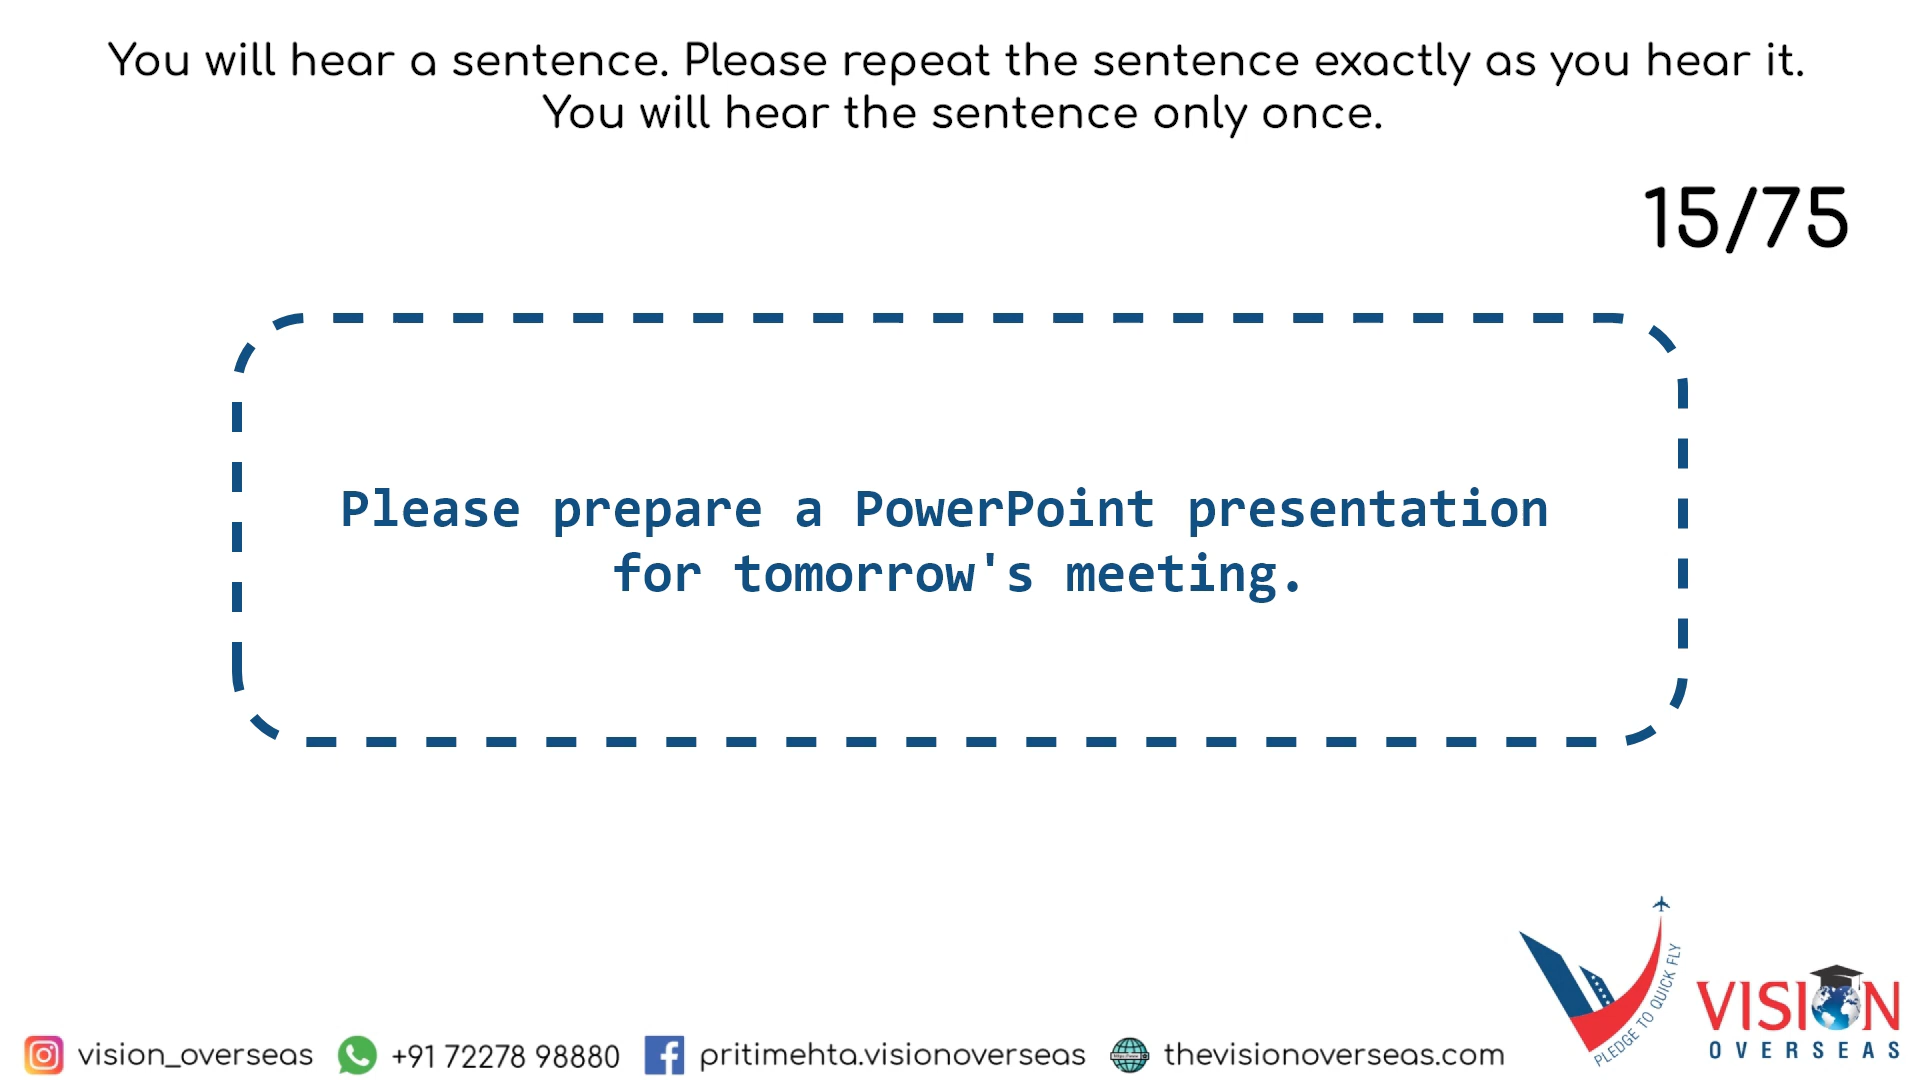 You will hear a sentence. Please repeat the sentence exactly as you hear it.
You will hear the sentence only once.
15/75
Please prepare a PowerPoint presentation
for tomorrow's meeting.
PLEDGE TO QUICK FLY
VISION
OVERSEAS
vision_overseas
+91 72278 98880
pritimehta.visionoverseas
thevisionoverseas.com